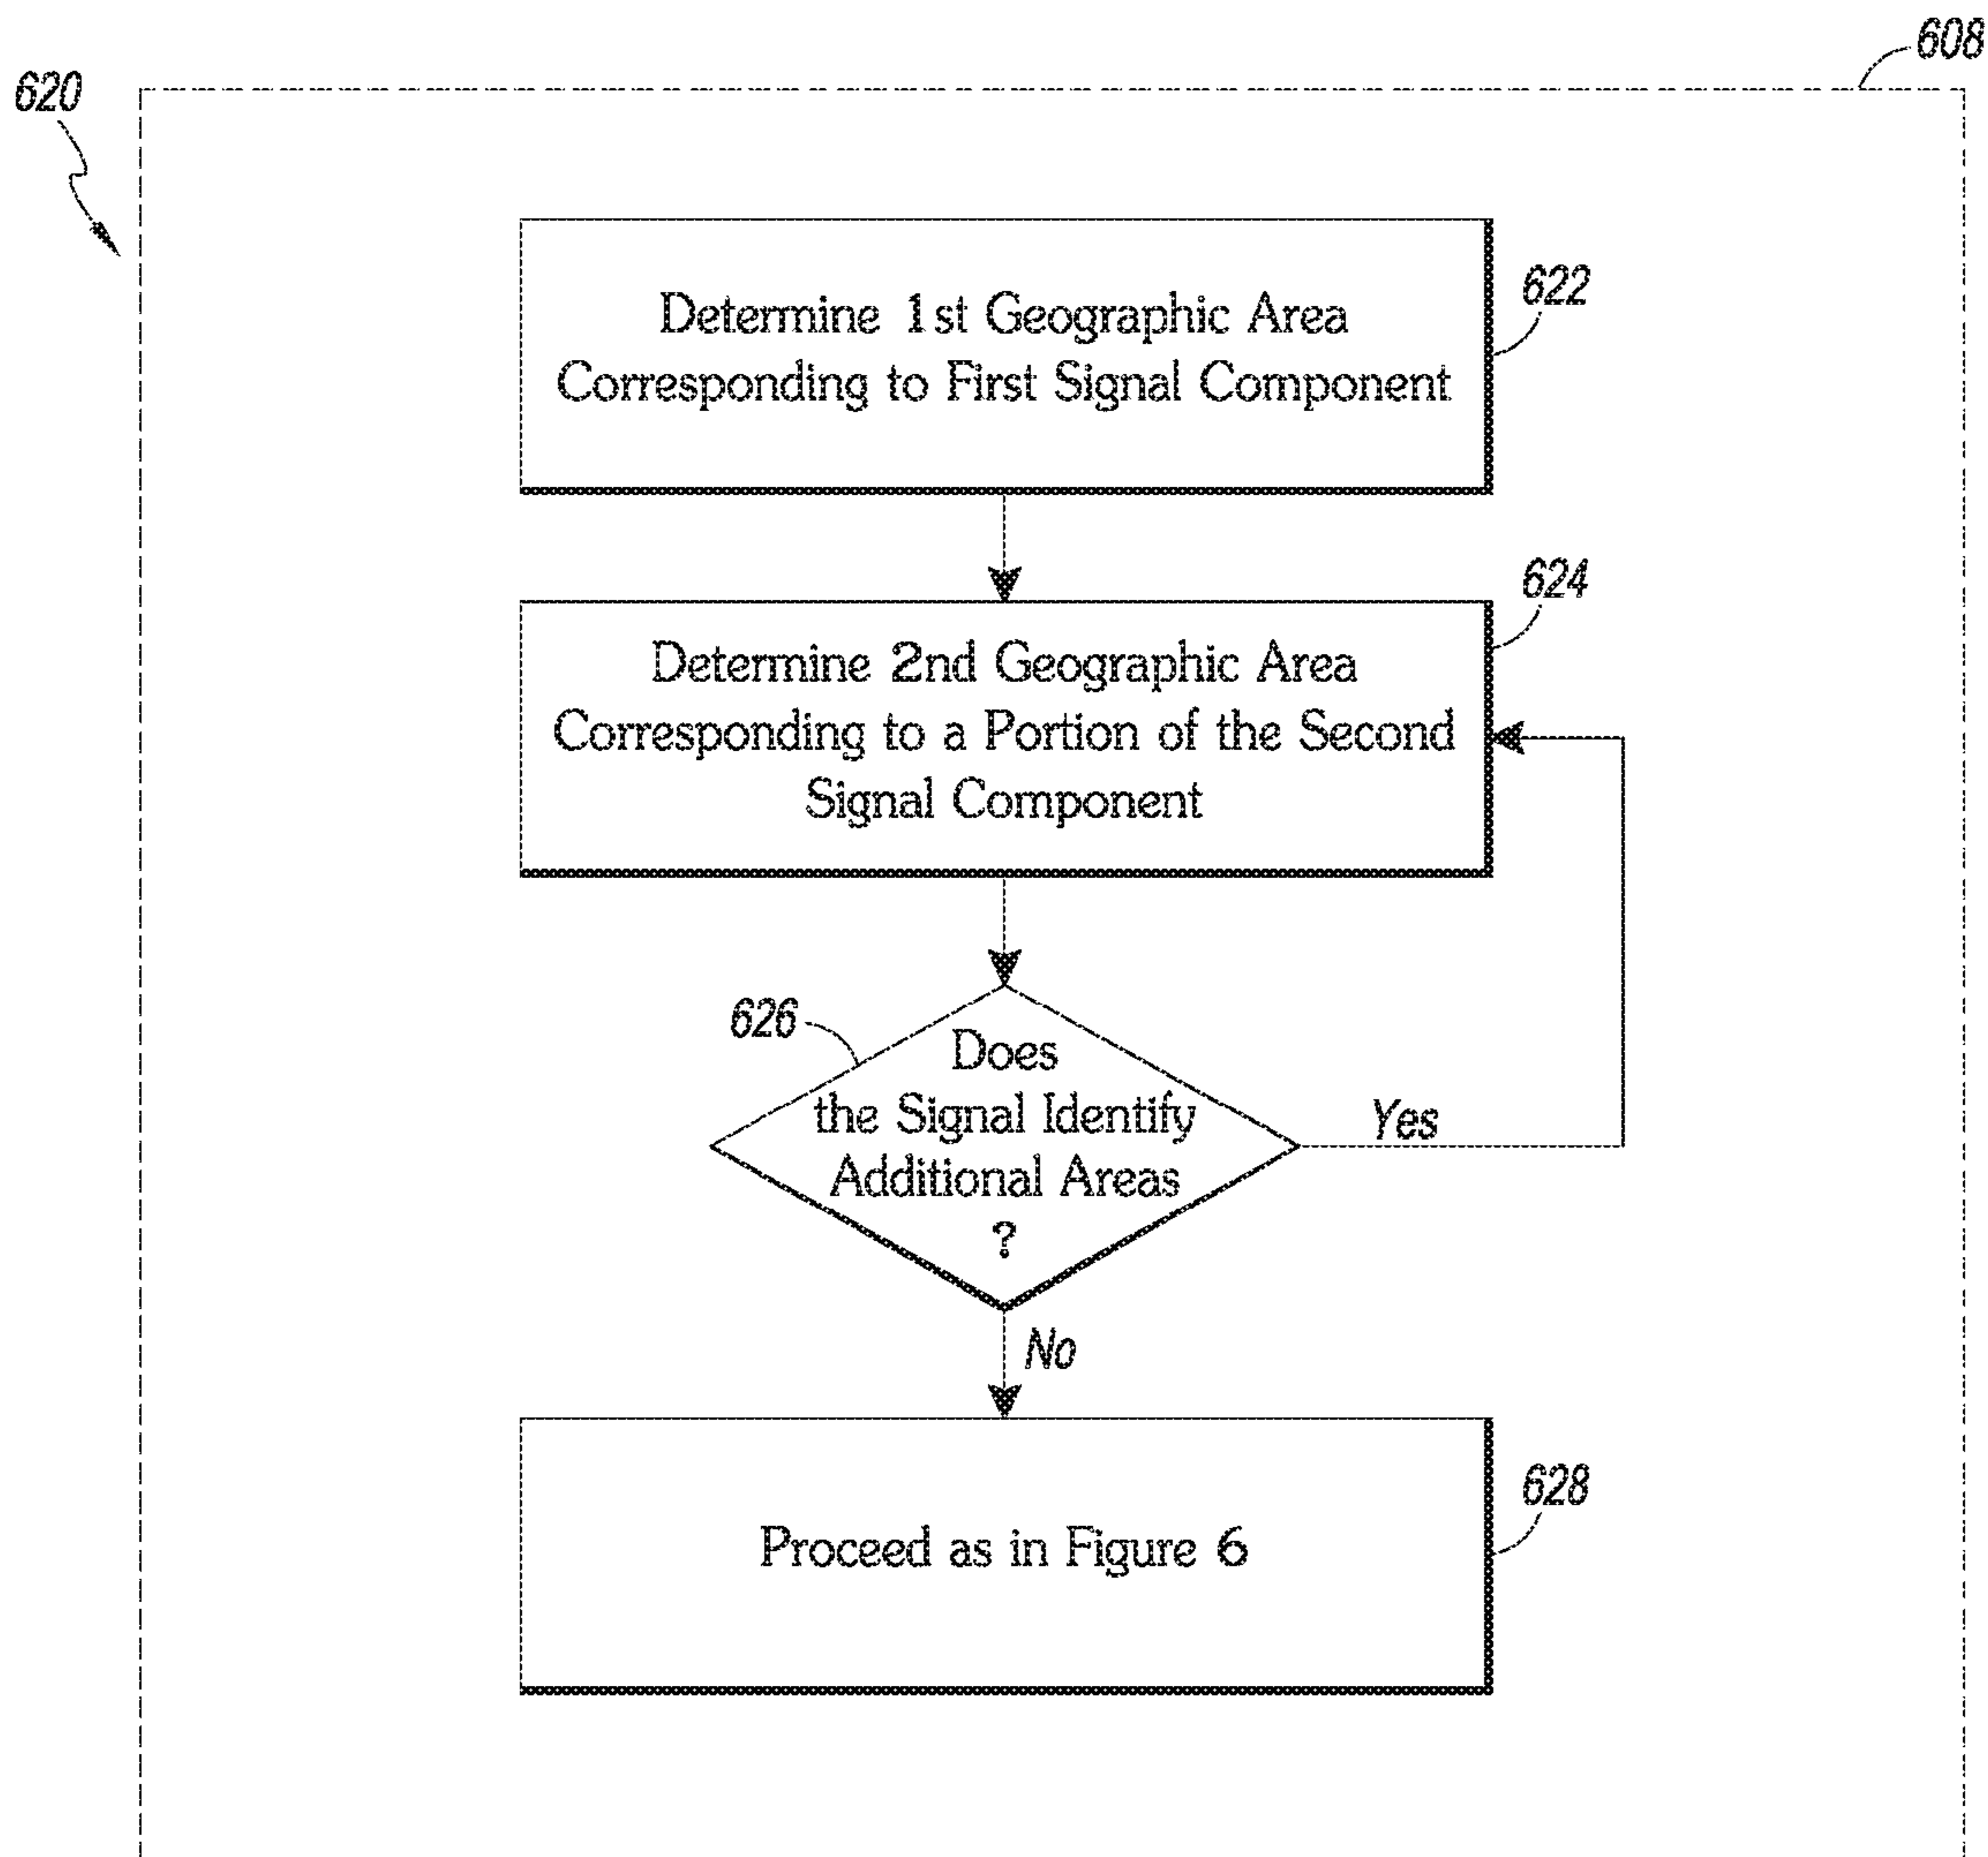 608
620
Determine 1st Geographic Area
Corresponding to First Signal Component
622
Determine 2nd Geographic Area
Corresponding to a Portion of the Second
Signal Component
624
626
Does
the Signal Identify
Additional Areas
?
Yes
No
Proceed as in Figure 6
628